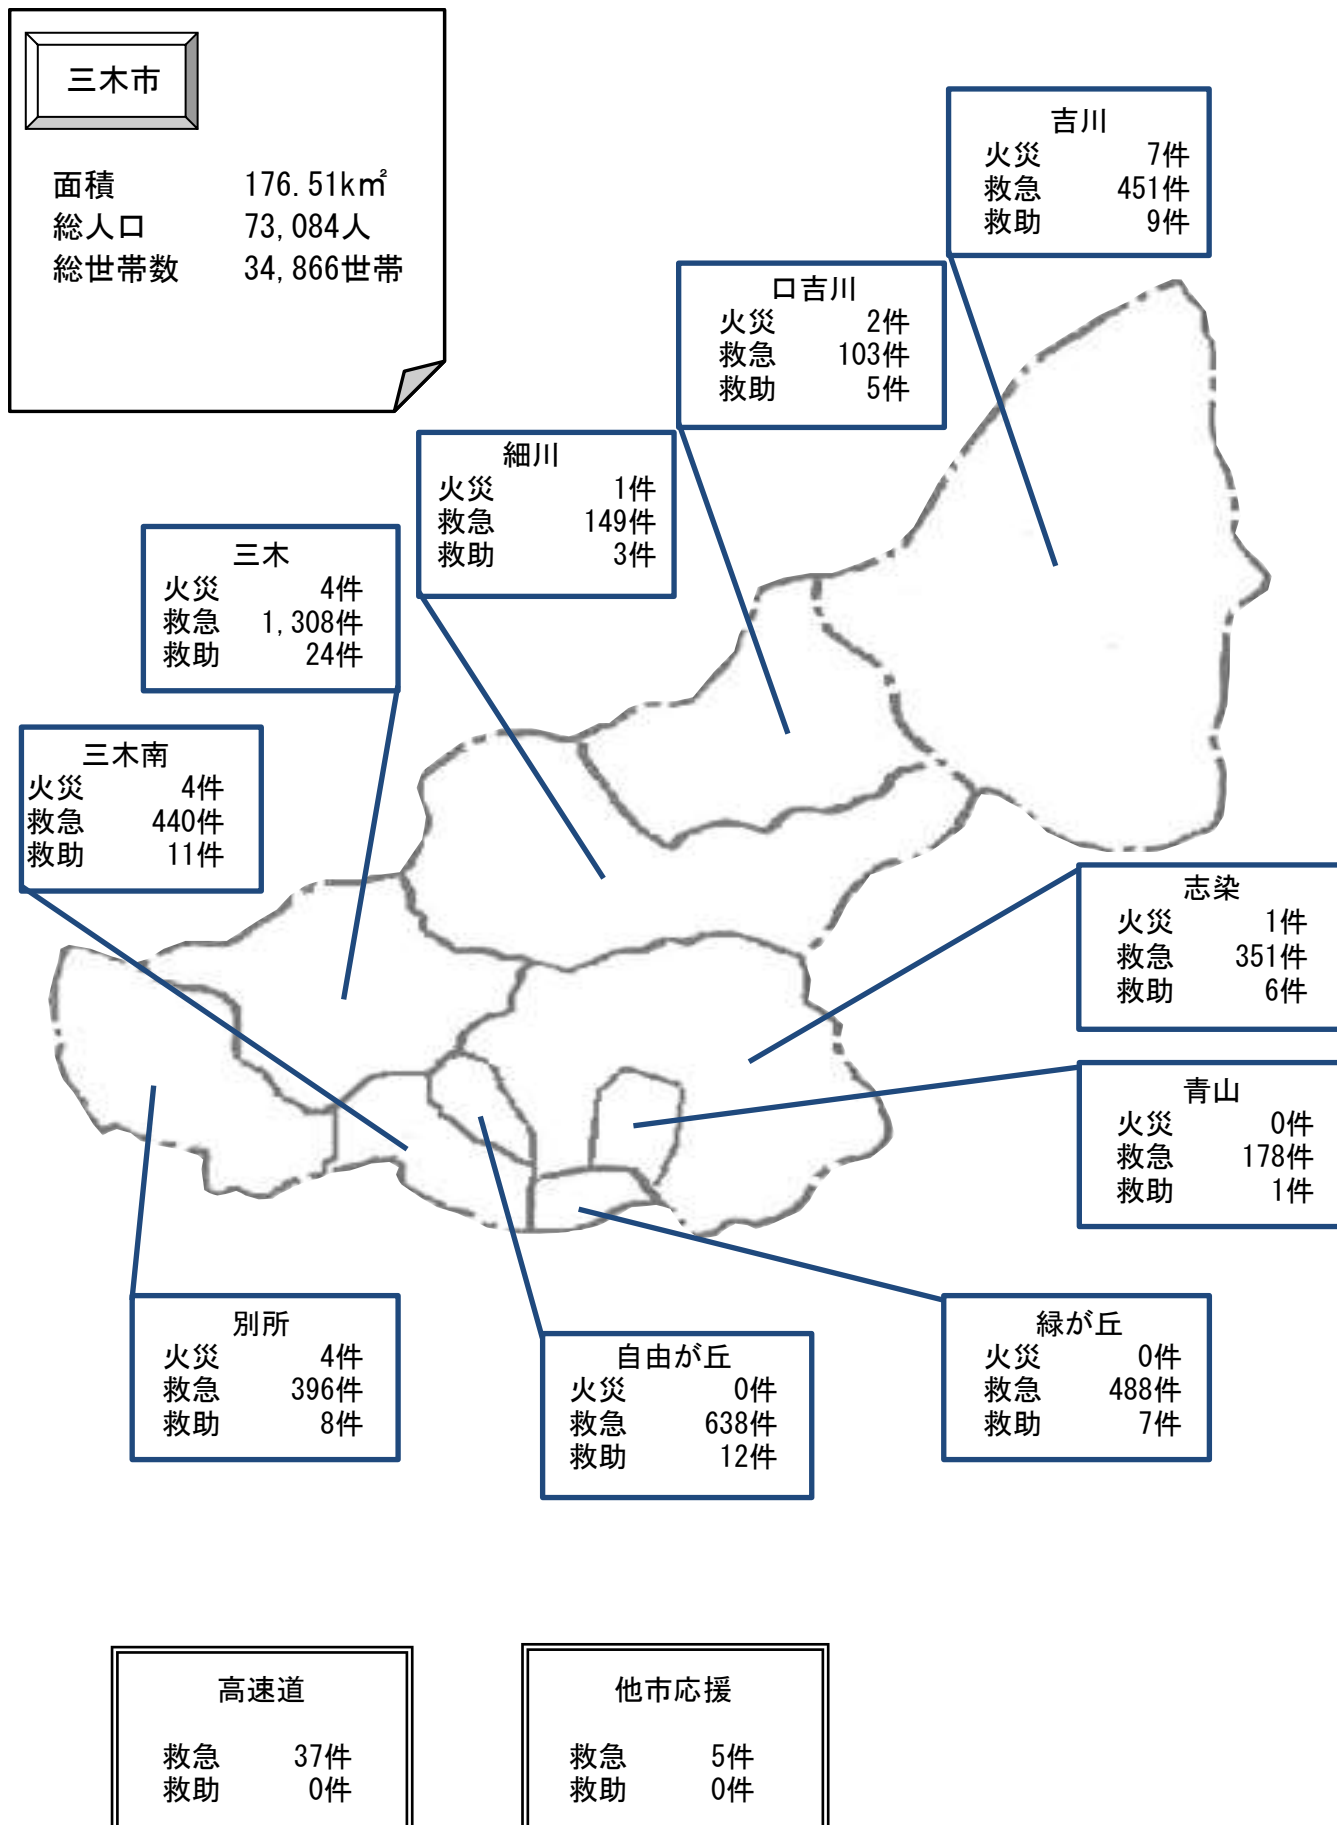 三木市
面積 176.51k㎡
総人口 73,084人
総世帯数 34,866世帯
吉川
火災 7件
救急 451件
救助 9件
口吉川
火災 2件
救急 103件
救助 5件
細川
火災 1件
救急 149件
救助 3件
三木
火災 4件
救急 1,308件
救助 24件
三木南
火災 4件
救急 440件
救助 11件
志染
火災 1件
救急 351件
救助 6件
青山
火災 0件
救急 178件
救助 1件
別所
火災 4件
救急 396件
救助 8件
自由が丘
火災 0件
救急 638件
救助 12件
緑が丘
火災 0件
救急 488件
救助 7件
高速道
救急 37件
救助 0件
他市応援
救急 5件
救助 0件